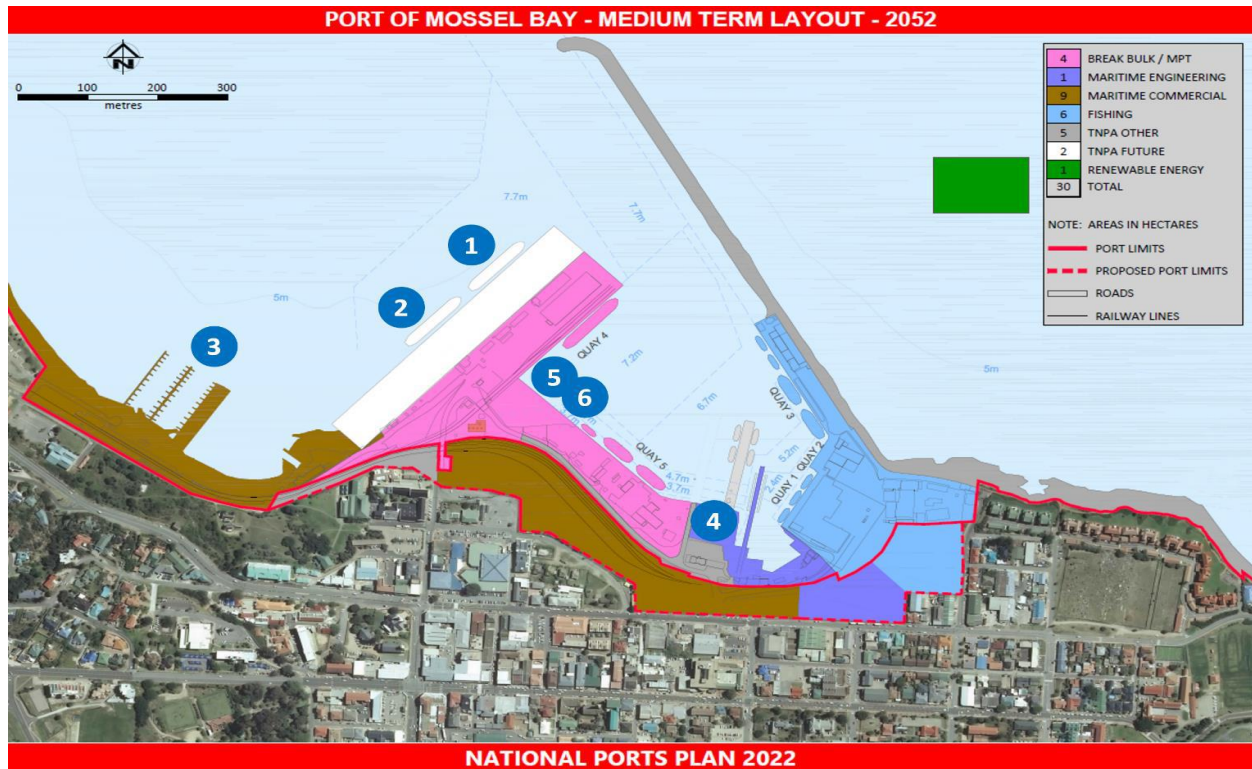 PORT OF MOSSEL BAY - MEDIUM TERM LAYOUT - 2052
N
0 100 200 300
metres
4 BREAK BULK / MPT
1 MARITIME ENGINEERING
9 MARITIME COMMERCIAL
6 FISHING
5 TNPA OTHER
2 TNPA FUTURE
1 RENEWABLE ENERGY
30 TOTAL
NOTE: AREAS IN HECTARES
PORT LIMITS
PROPOSED PORT LIMITS
ROADS
RAILWAY LINES
7.7m
7.7m
1
5m
2
3
QUAY 4
7.2m
5m
5
6
6.7m
QUAY 3
QUAY 5
QUAY 2
5.2m
4.7m
3.7m
2.4m
QUAY 1
4
NATIONAL PORTS PLAN 2022